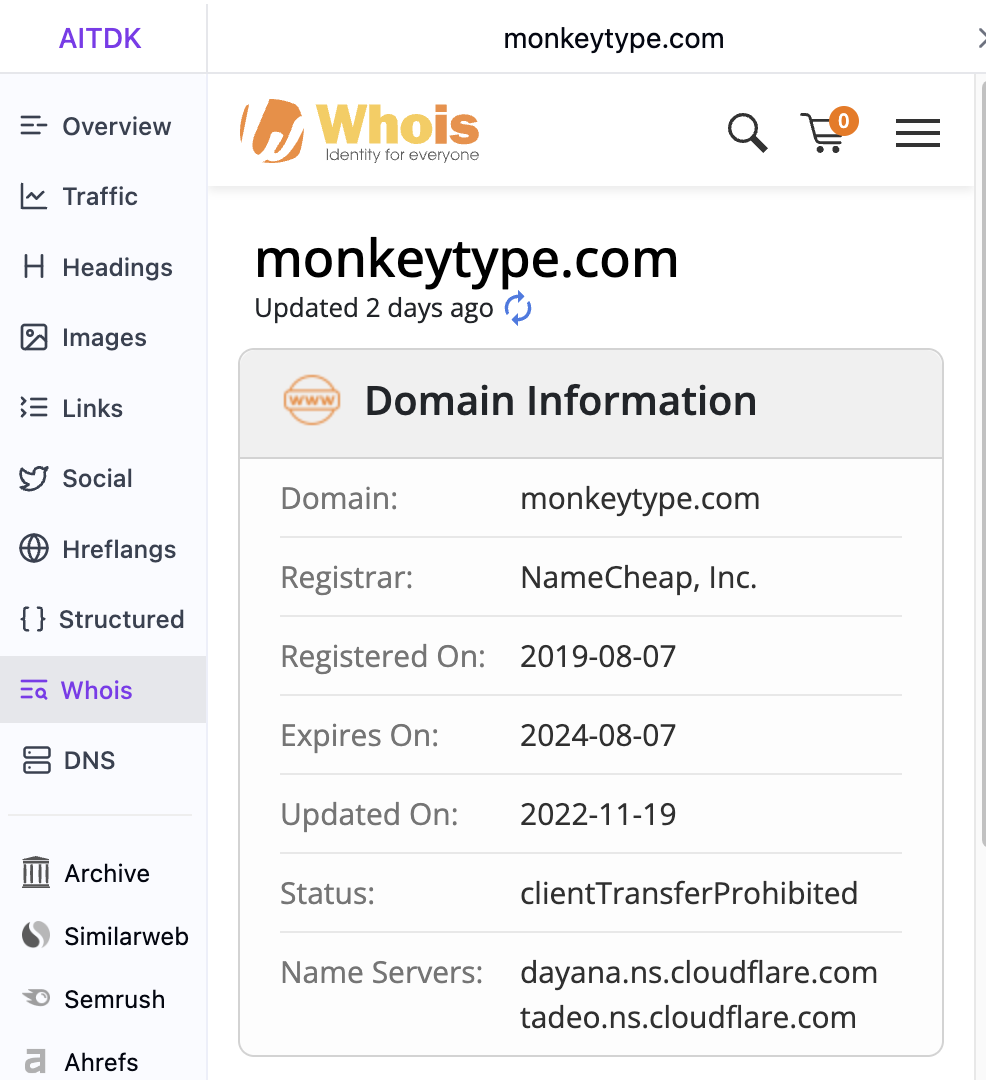 AITDK
monkeytype.com
Overview
Traffic
Headings
Images
Links
Social
Hreflangs
Structured
Whois
DNS
Archive
Similarweb
Semrush
Ahrefs
Whois
Identity for everyone
0
monkeytype.com
Updated 2 days ago
www
Domain Information
Domain: monkeytype.com
Registrar: NameCheap, Inc.
Registered On: 2019-08-07
Expires On: 2024-08-07
Updated On: 2022-11-19
Status: clientTransferProhibited
Name Servers: dayana.ns.cloudflare.com
tadeo.ns.cloudflare.com